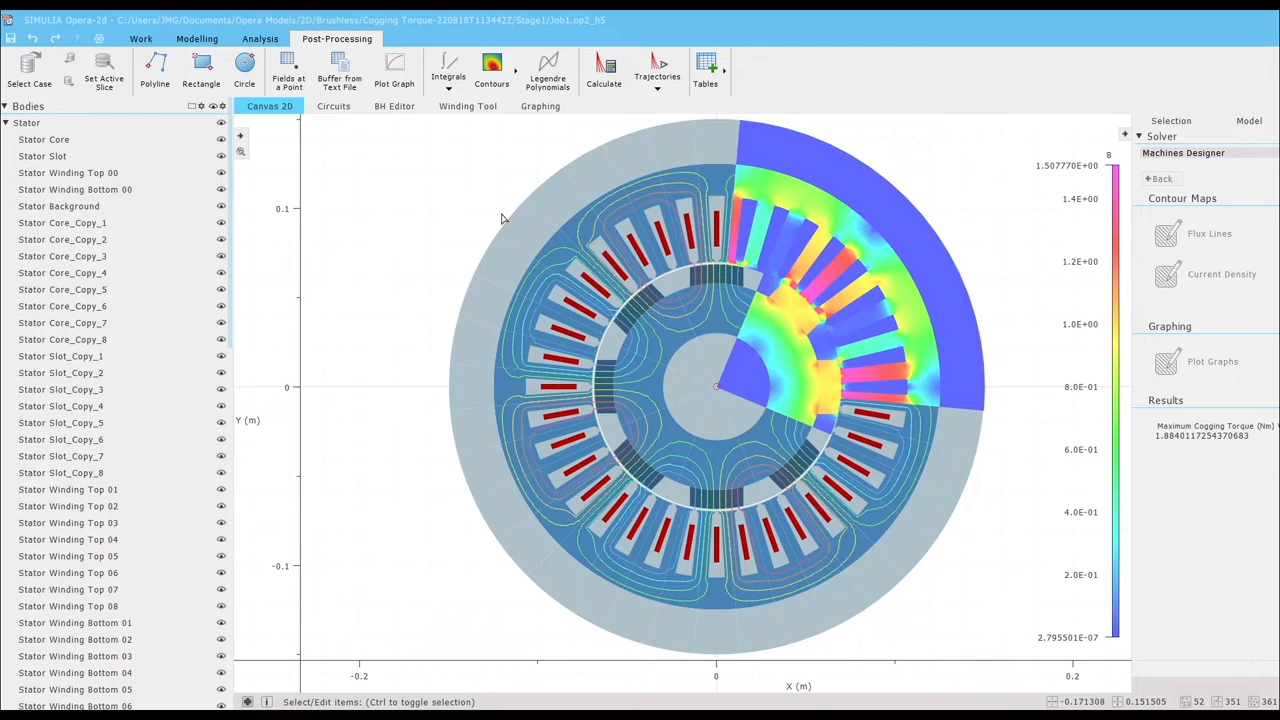 SIMULIA Opera-2d - C:/Users/JMG/Documents/Opera Models/2D/Brushless/Cogging Torque-220818T113442Z/Stage1/Job1.op2_h5
Work Modelling Analysis Post-Processing
Select Case
Set Active Slice
Polyline
Rectangle
Circle
Fields at a Point
Buffer from Text File
Plot Graph
Integrals
Contours
Legendre Polynomials
Calculate
Trajectories
Tables
Bodies
Canvas 2D Circuits BH Editor Winding Tool Graphing
Stator
Stator Core
Stator Slot
Stator Winding Top 00
Stator Winding Bottom 00
Stator Background
Stator Core_Copy_1
Stator Core_Copy_2
Stator Core_Copy_3
Stator Core_Copy_4
Stator Core_Copy_5
Stator Core_Copy_6
Stator Core_Copy_7
Stator Core_Copy_8
Stator Slot_Copy_1
Stator Slot_Copy_2
Stator Slot_Copy_3
Stator Slot_Copy_4
Stator Slot_Copy_5
Stator Slot_Copy_6
Stator Slot_Copy_7
Stator Slot_Copy_8
Stator Winding Top 01
Stator Winding Top 02
Stator Winding Top 03
Stator Winding Top 04
Stator Winding Top 05
Stator Winding Top 06
Stator Winding Top 07
Stator Winding Top 08
Stator Winding Bottom 01
Stator Winding Bottom 02
Stator Winding Bottom 03
Stator Winding Bottom 04
Stator Winding Bottom 05
Stator Winding Bottom 06
0.1
0
Y (m)
-0.1
-0.2
0
0.2
X (m)
B
1.507770E+00
1.4E+00
1.2E+00
1.0E+00
8.0E-01
6.0E-01
4.0E-01
2.0E-01
2.795501E-07
Selection Model
Solver
Machines Designer
Back
Contour Maps
Flux Lines
Current Density
Graphing
Plot Graphs
Results
Maximum Cogging Torque (Nm)
1.8840117254370683
Select/Edit items: (Ctrl to toggle selection)
-0.171308 0.151505 52 351 361